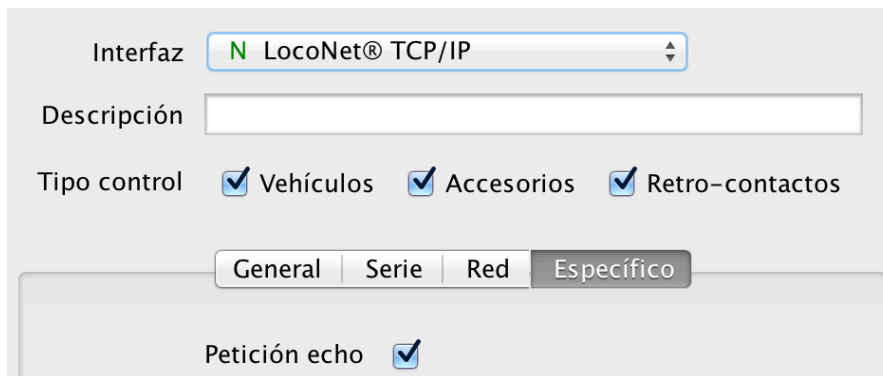 Interfaz N LocoNet® TCP/IP
Descripción
Tipo control Vehículos Accesorios Retro-contactos
General Serie Red Específico
Petición echo